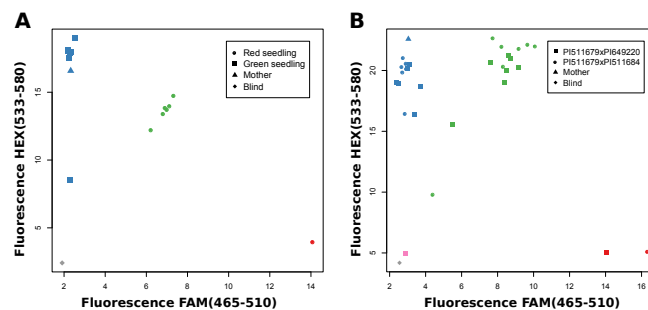 A
Fluorescence HEX(533-580)
15
10
5
Red seedling
Green seedling
Mother
Blind
2
4
6
8
10
12
14
Fluorescence FAM(465-510)
B
Fluorescence HEX(533-580)
20
15
10
5
PI511679xPI649220
PI511679xPI511684
Mother
Blind
2
4
6
8
10
12
14
16
Fluorescence FAM(465-510)